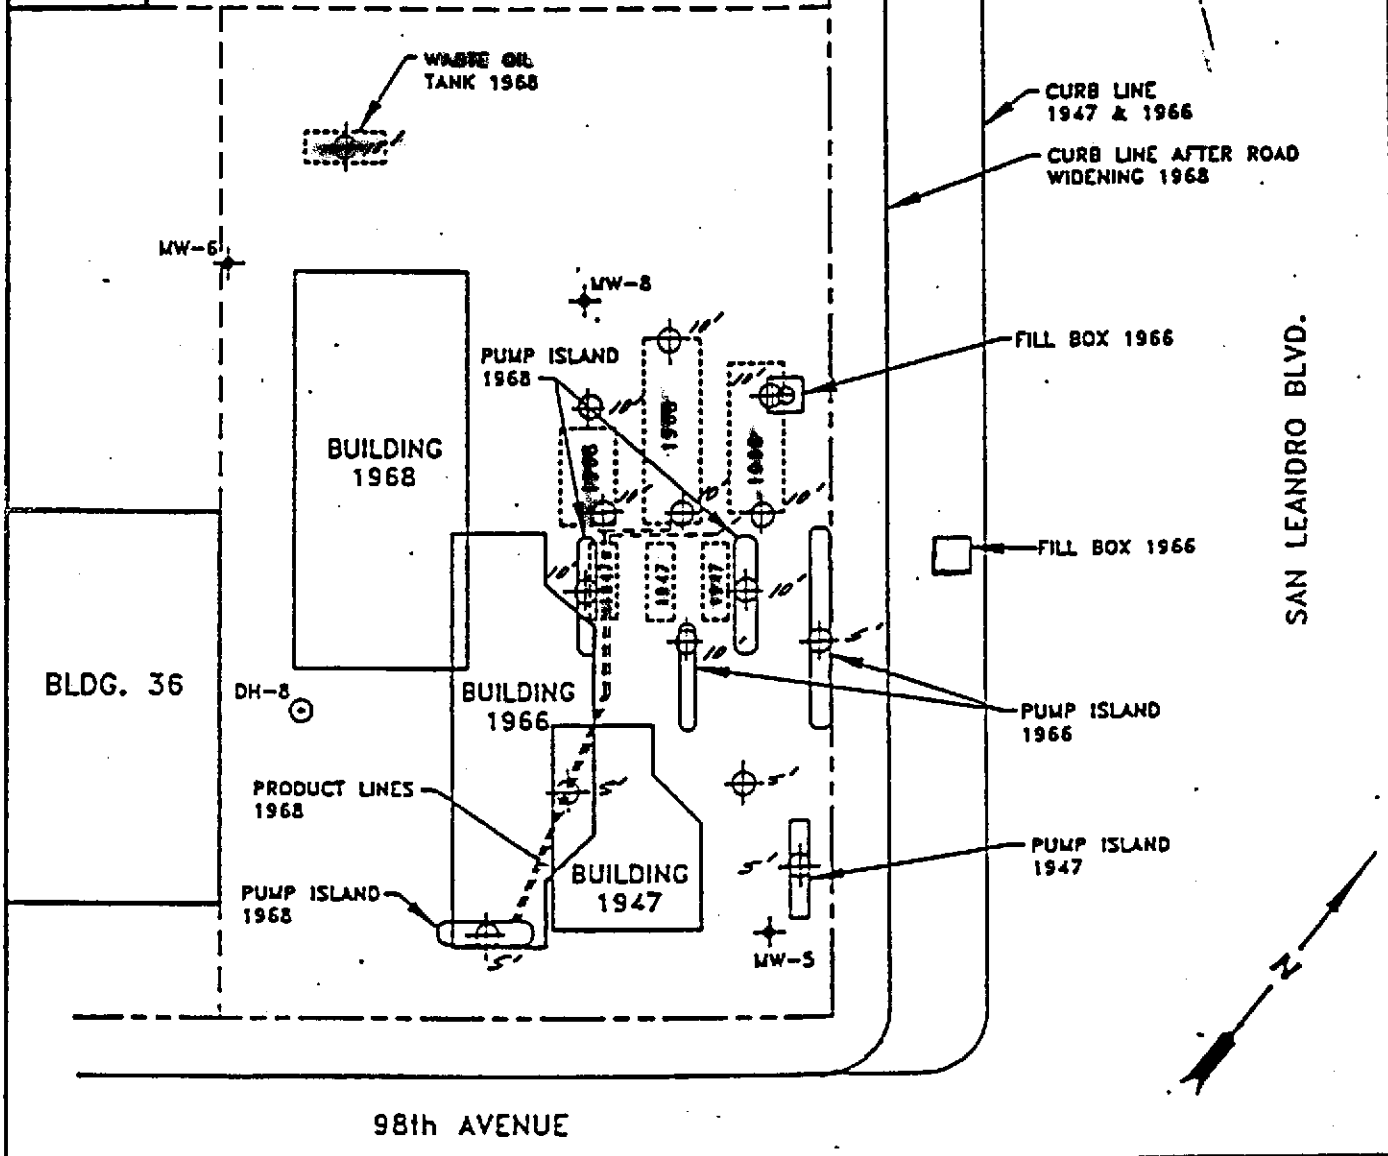 WASTE OIL
TANK 1968
CURB LINE
1947 & 1966
CURB LINE AFTER ROAD
WIDENING 1968
MW-6
MW-8
10'
FILL BOX 1966
PUMP ISLAND
1968
10'
10'
1968
BUILDING
1968
10'
10'
10'
SAN LEANDRO BLVD.
FILL BOX 1966
10'
1947
1947
1947
10'
5'
10'
BLDG. 36
DH-8
BUILDING
1966
PUMP ISLAND
1966
PRODUCT LINES
1968
5'
5'
5'
PUMP ISLAND
1947
BUILDING
1947
PUMP ISLAND
1968
5'
MW-5
N
98th AVENUE